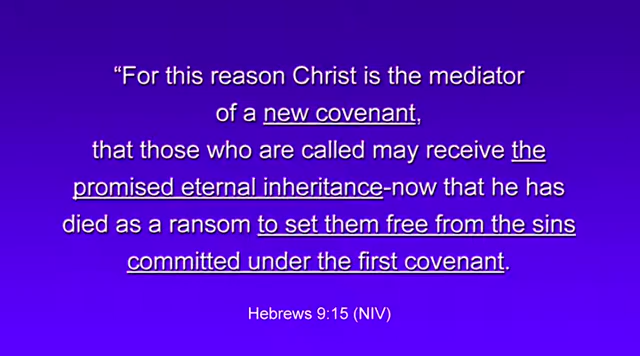 “For this reason Christ is the mediator
of a new covenant,
that those who are called may receive the
promised eternal inheritance-now that he has
died as a ransom to set them free from the sins
committed under the first covenant.
Hebrews 9:15 (NIV)